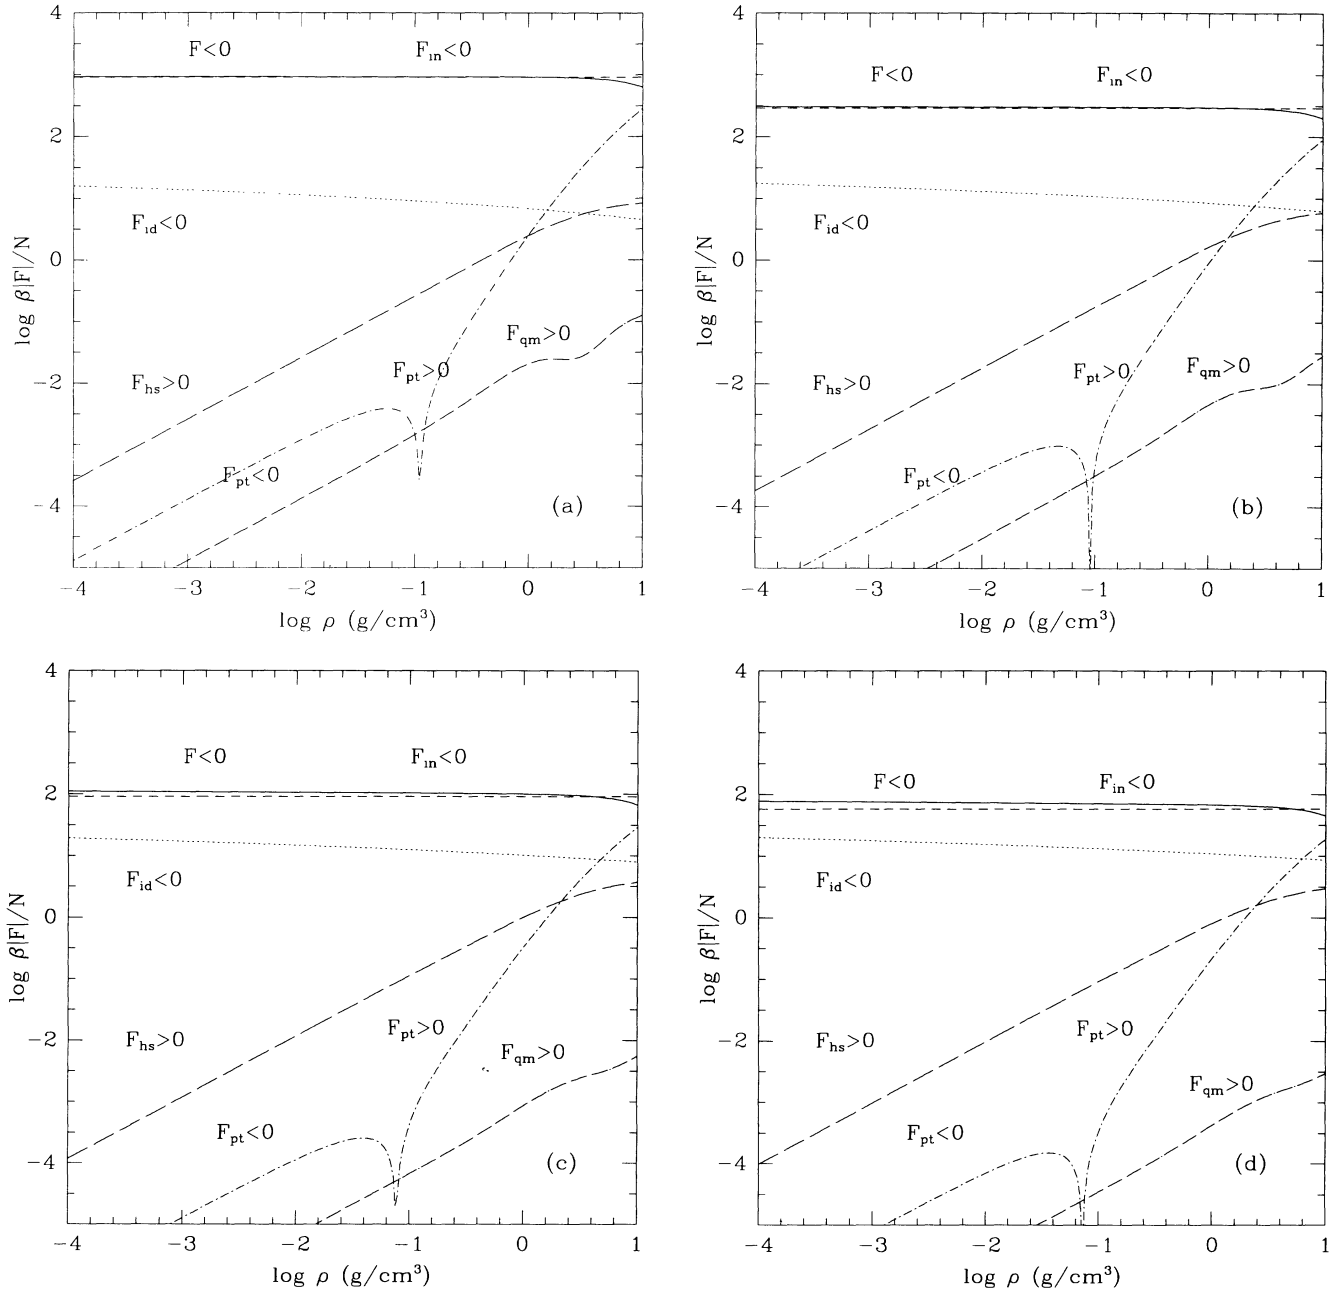 4
F<0 F_in<0
2
F_id<0
log β|F|/N
0
F_qm>0
F_pt>0
−2
F_hs>0
F_pt<0
−4
(a)
−4 −3 −2 −1 0 1
log ρ (g/cm³)
4
F<0 F_in<0
2
F_id<0
log β|F|/N
0
F_pt>0 F_qm>0
−2
F_hs>0
F_pt<0
−4
(b)
−4 −3 −2 −1 0 1
log ρ (g/cm³)
4
F<0 F_in<0
2
F_id<0
log β|F|/N
0
F_pt>0
F_hs>0
F_qm>0
−2
F_pt<0
−4
(c)
−4 −3 −2 −1 0 1
log ρ (g/cm³)
4
F<0 F_in<0
2
F_id<0
log β|F|/N
0
F_pt>0
F_hs>0
−2
F_qm>0
F_pt<0
−4
(d)
−4 −3 −2 −1 0 1
log ρ (g/cm³)